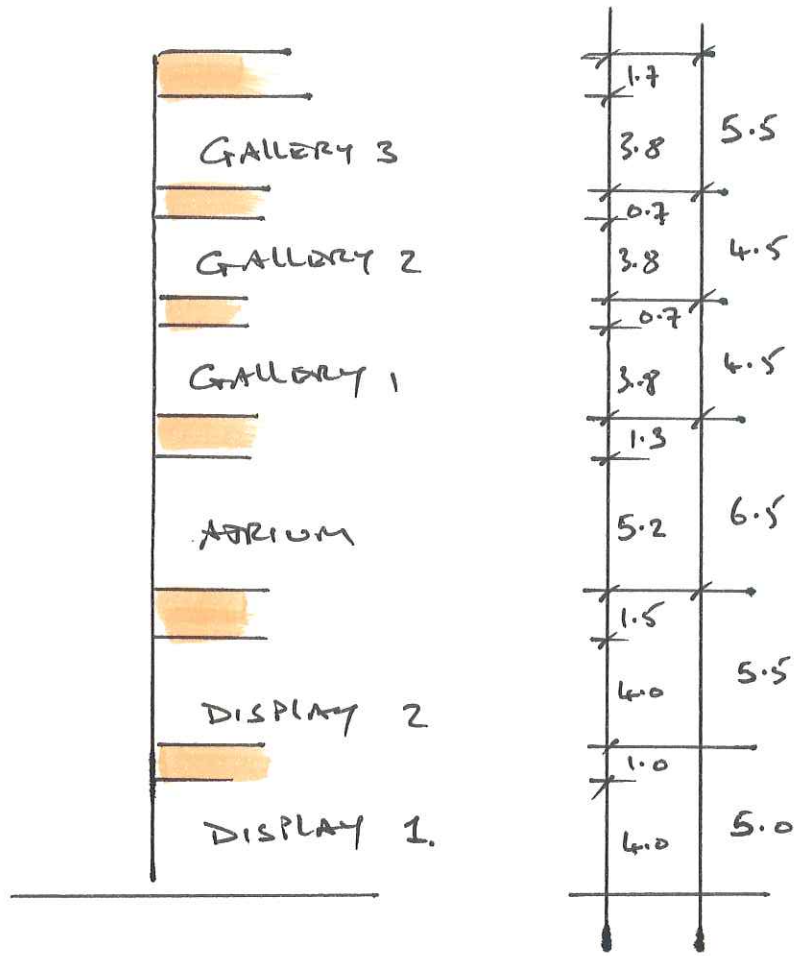 1.7
GALLERY 3 3.8 5.5
0.7
GALLERY 2 3.8 4.5
0.7
GALLERY 1 3.8 4.5
1.3
ATRIUM 5.2 6.5
1.5
DISPLAY 2 4.0 5.5
1.0
DISPLAY 1. 4.0 5.0